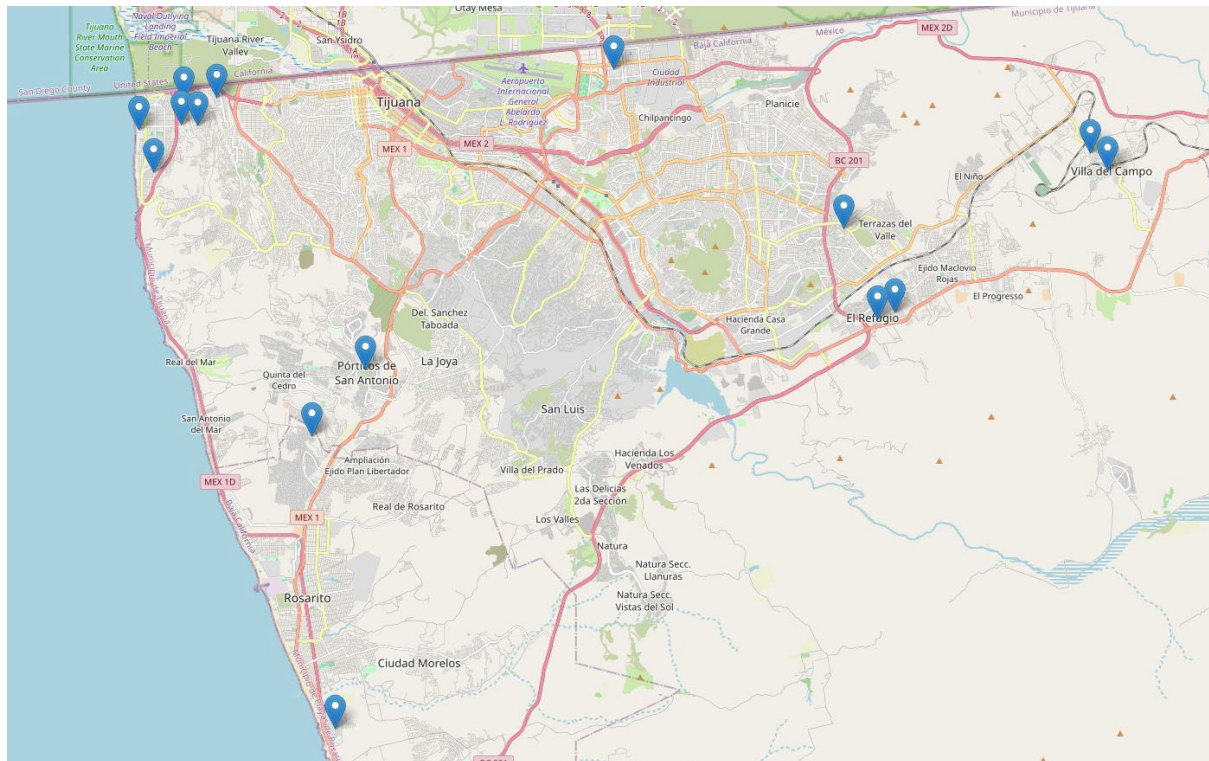 Otay Mesa
Naval Outlying
Landing
Field Imperial
Beach
Tijuana
River Mouth
State Marine
Conservation
Area
Tijuana River
Valley
San Ysidro
Municipio de Tijuana
MEX 2D
México
Baja California
San Diego County
United States
California
Tijuana
Aeropuerto
Internacional
General
Abelardo
L. Rodríguez
Ciudad
Industrial
Planicie
Chilpancingo
MEX 1
MEX 2
BC 201
El Niño
Villa del Campo
Terrazas del
Valle
Ejido Maclovio
Rojas
El Progresso
El Refugio
Hacienda Casa
Grande
Del. Sanchez
Taboada
La Joya
Real del Mar
Quinta del
Cedro
Pórticos de
San Antonio
San Antonio
del Mar
San Luis
Ampliación
Ejido Plan Libertador
Villa del Prado
Hacienda Los
Venados
MEX 1D
Las Delicias
2da Sección
Real de Rosarito
MEX 1
Los Valles
Baja California
Natura
Natura Secc.
Llanuras
Natura Secc.
Vistas del Sol
Rosarito
Ciudad Morelos